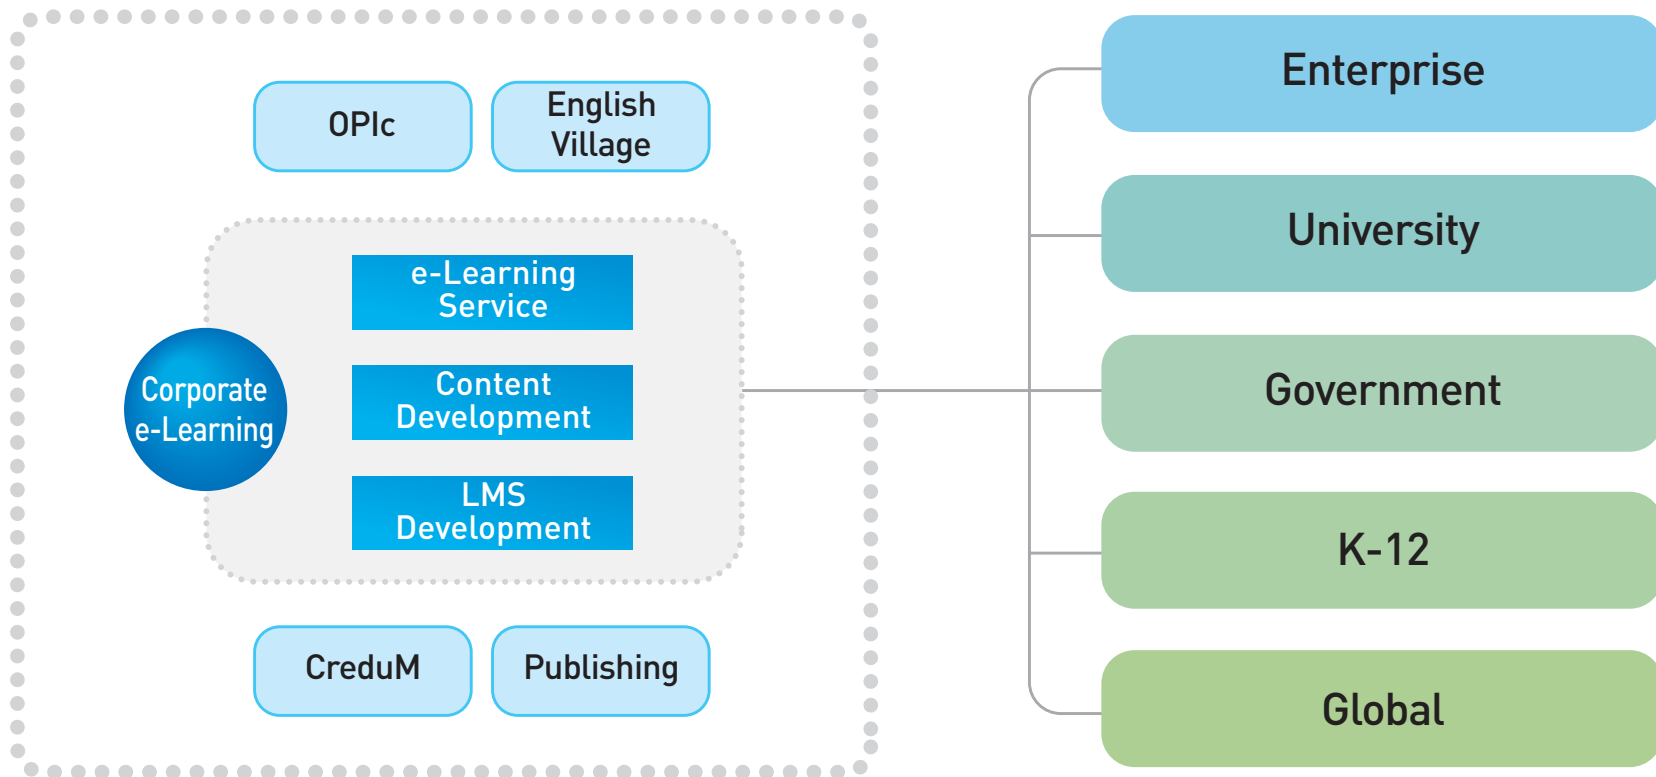 OPIc
English
Village
e-Learning
Service
Corporate
e-Learning
Content
Development
LMS
Development
CreduM
Publishing
Enterprise
University
Government
K-12
Global